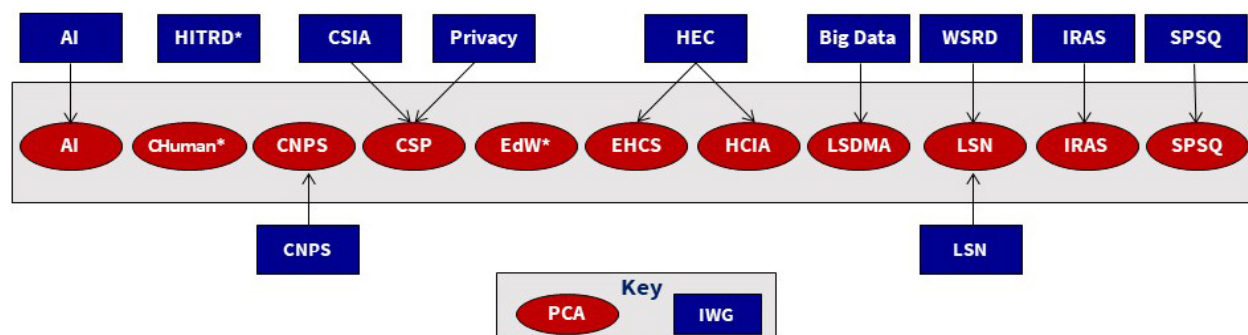 AI HITRD* CSIA Privacy HEC Big Data WSRD IRAS SPSQ
AI CHuman* CNPS CSP EdW* EHCS HCIA LSDMA LSN IRAS SPSQ
CNPS LSN
Key
PCA IWG